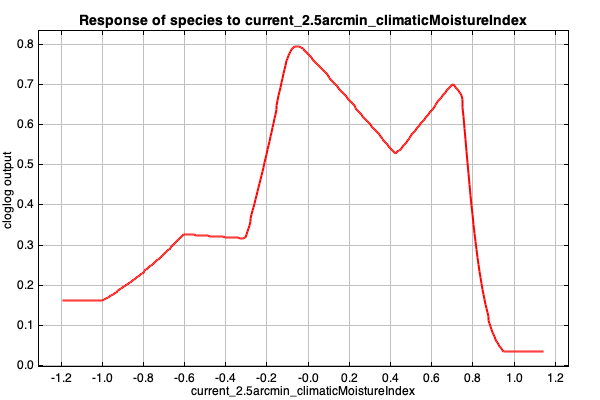 Response of species to current_2.5arcmin_climaticMoistureIndex
0.8
0.7
0.6
0.5
0.4
0.3
0.2
0.1
0.0
cloglog output
-1.2 -1.0 -0.8 -0.6 -0.4 -0.2 -0.0 0.2 0.4 0.6 0.8 1.0 1.2
current_2.5arcmin_climaticMoistureIndex